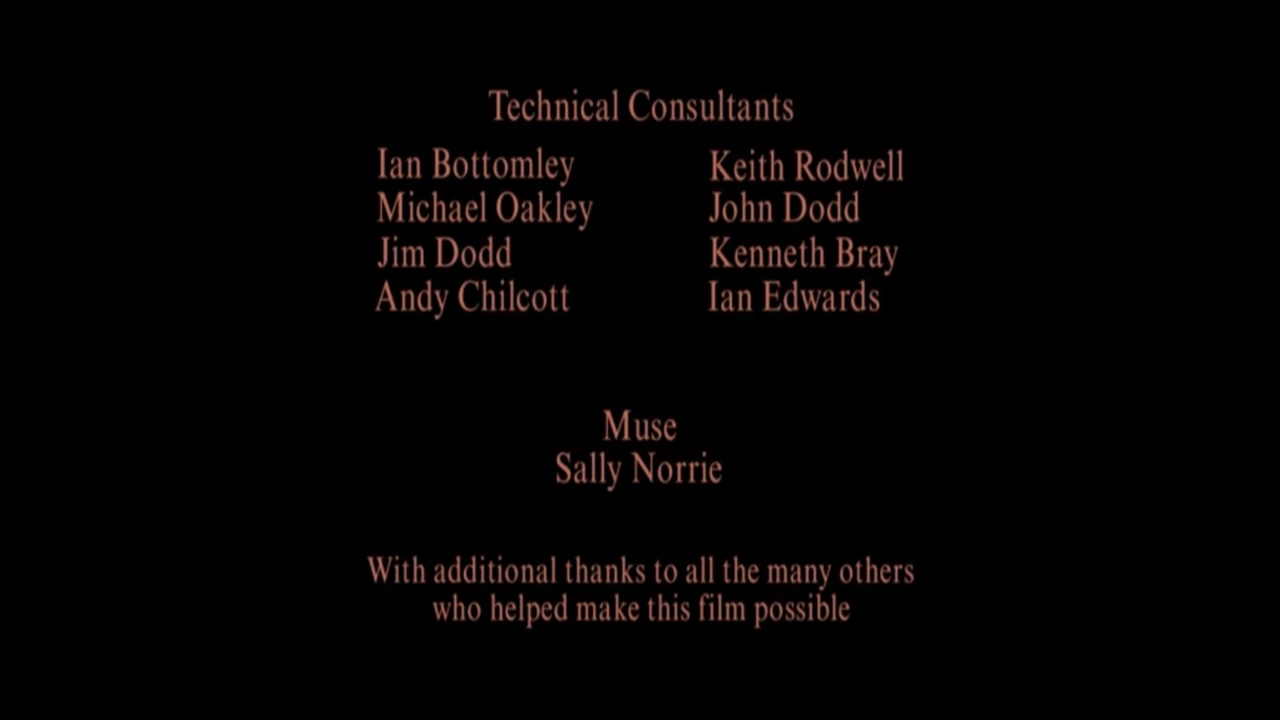 Technical Consultants
Ian Bottomley Keith Rodwell
Michael Oakley John Dodd
Jim Dodd Kenneth Bray
Andy Chilcott Ian Edwards
Muse
Sally Norrie
With additional thanks to all the many others
who helped make this film possible